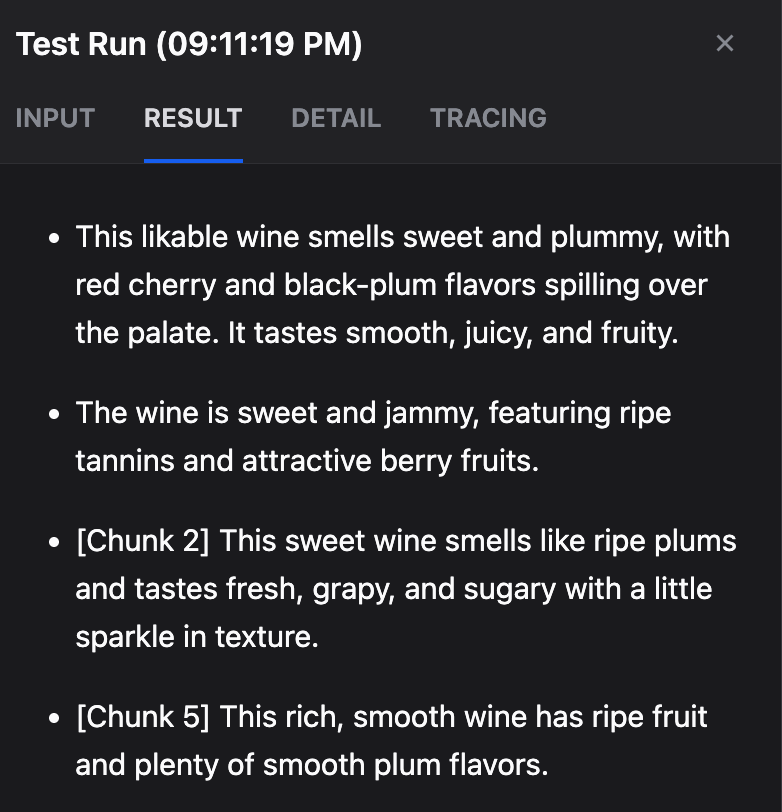 Test Run (09:11:19 PM)
INPUT RESULT DETAIL TRACING
• This likable wine smells sweet and plummy, with
red cherry and black-plum flavors spilling over
the palate. It tastes smooth, juicy, and fruity.
• The wine is sweet and jammy, featuring ripe
tannins and attractive berry fruits.
• [Chunk 2] This sweet wine smells like ripe plums
and tastes fresh, grapy, and sugary with a little
sparkle in texture.
• [Chunk 5] This rich, smooth wine has ripe fruit
and plenty of smooth plum flavors.